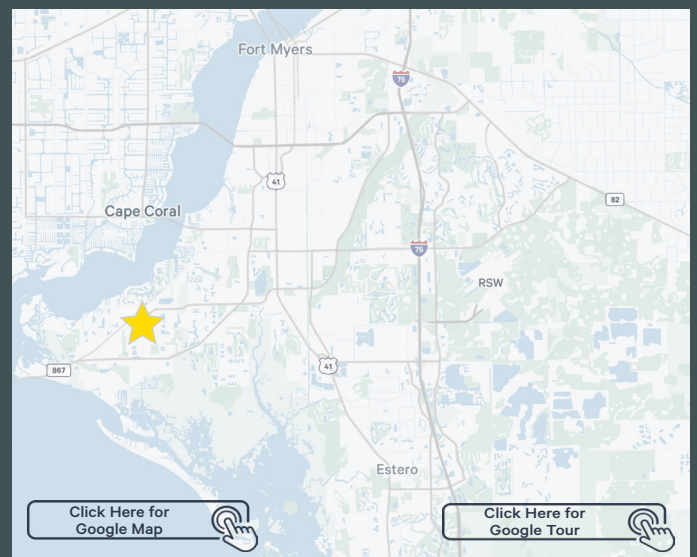 Fort Myers
75
41
Cape Coral
82
75
RSW
867
41
Estero
Click Here for
Google Map
Click Here for
Google Tour